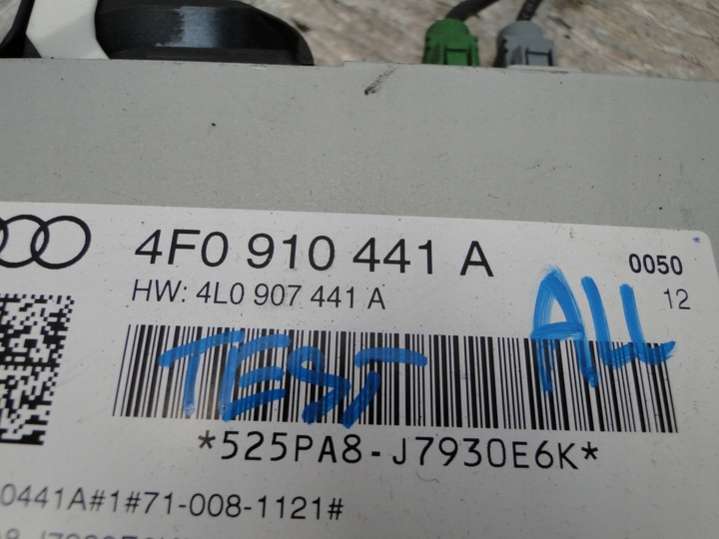 4F0 910 441 A
0050
HW: 4L0 907 441 A
12
ALL
TEST
*525PA8-J7930E6K*
0441A#1#71-008-1121#